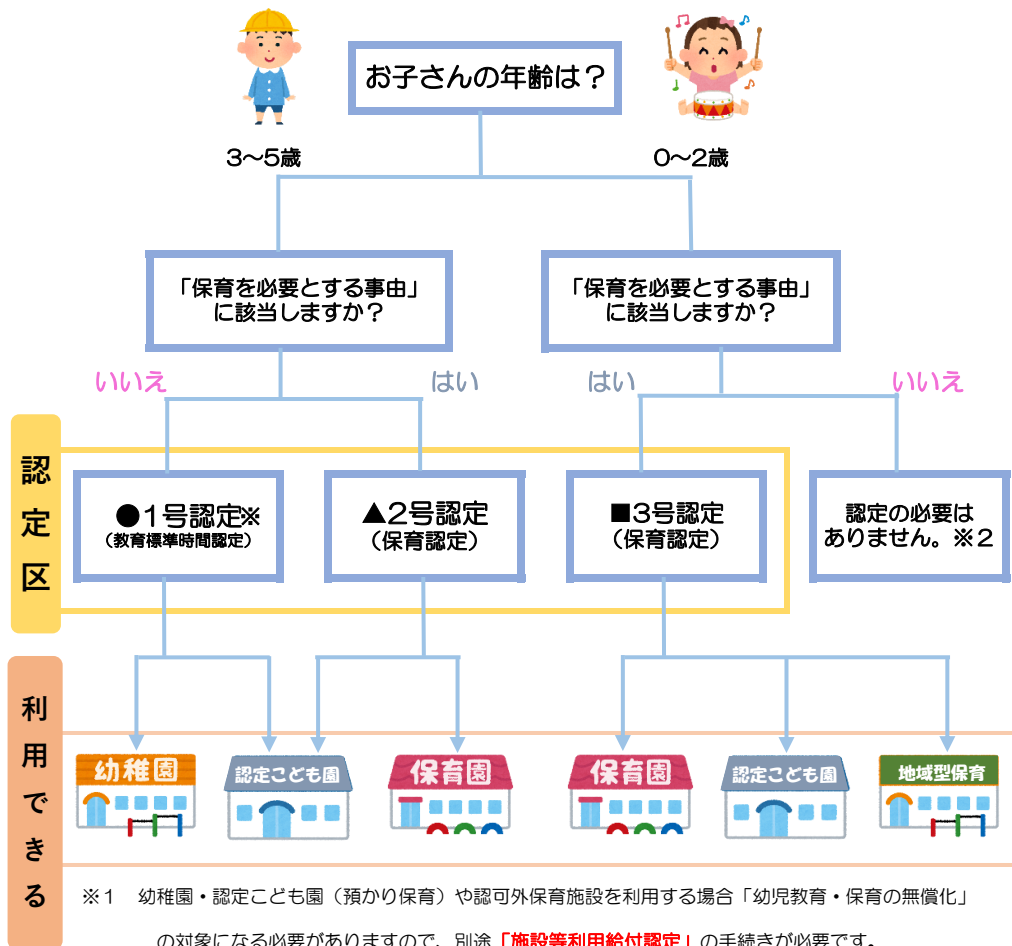 お子さんの年齢は？
3～5歳
0～2歳
「保育を必要とする事由」
に該当しますか？
「保育を必要とする事由」
に該当しますか？
いいえ
はい
はい
いいえ
認定区
●1号認定※
（教育標準時間認定）
▲2号認定
（保育認定）
■3号認定
（保育認定）
認定の必要は
ありません。※２
利用できる
幼稚園
認定こども園
保育園
保育園
認定こども園
地域型保育
※１　幼稚園・認定こども園（預かり保育）や認可外保育施設を利用する場合「幼児教育・保育の無償化」
の対象になる必要がありますので、別途「施設等利用給付認定」の手続きが必要です。